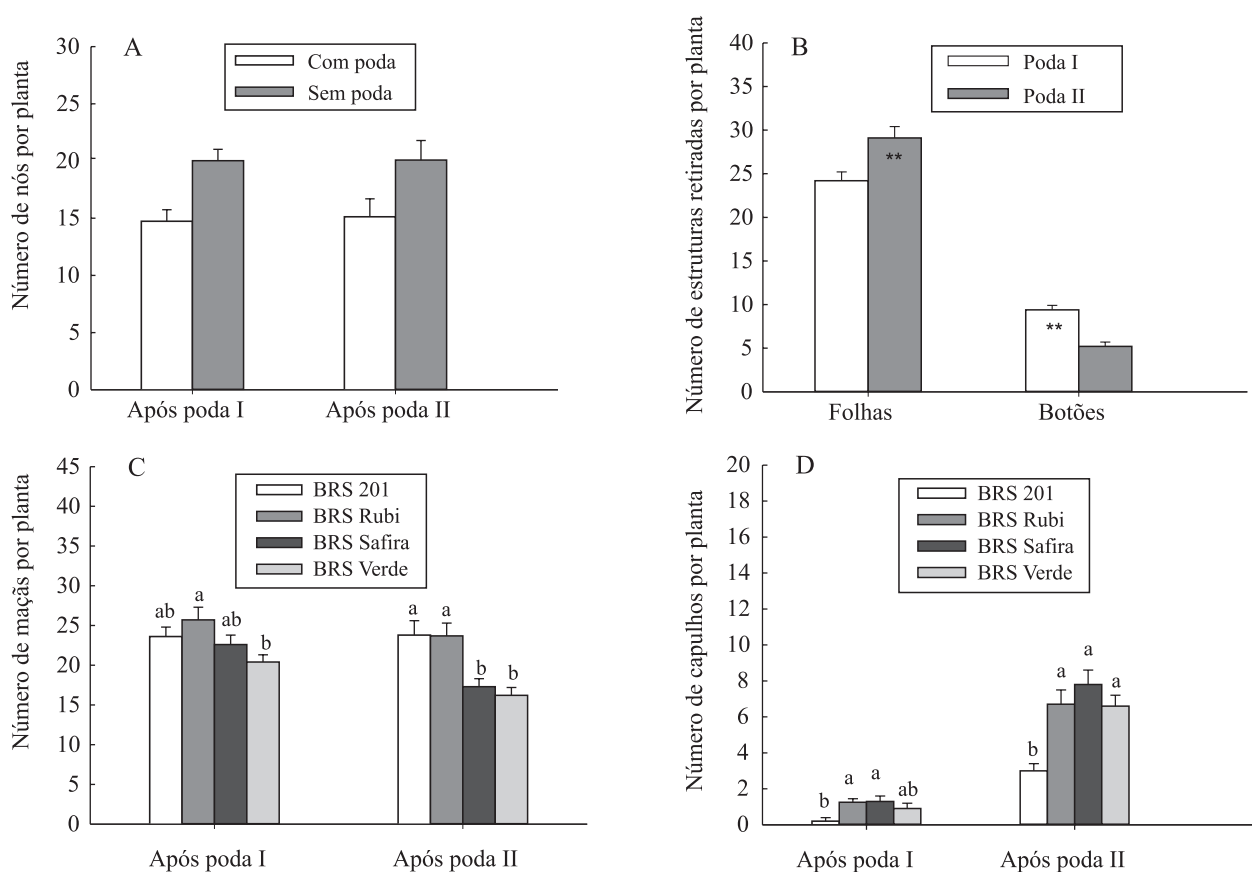 A
Número de nós por planta
30
25
20
15
10
5
0
Com poda
Sem poda
Após poda I
Após poda II
B
Número de estruturas retiradas por planta
40
35
30
25
20
15
10
5
0
Poda I
Poda II
**
**
Folhas
Botões
C
Número de maçãs por planta
45
40
35
30
25
20
15
10
5
0
BRS 201
BRS Rubi
BRS Safira
BRS Verde
ab
a
ab
b
a
a
b
b
Após poda I
Após poda II
D
Número de capulhos por planta
20
18
16
14
12
10
8
6
4
2
0
BRS 201
BRS Rubi
BRS Safira
BRS Verde
b
a
a
ab
b
a
a
a
Após poda I
Após poda II